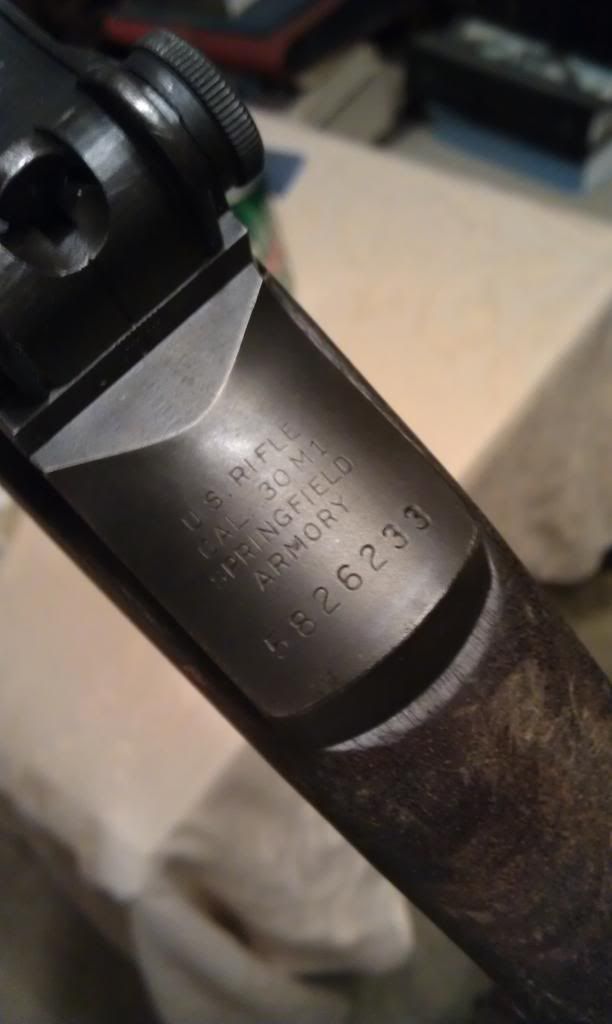 U.S. RIFLE
CAL. 30 M1
SPRINGFIELD
ARMORY
5826233